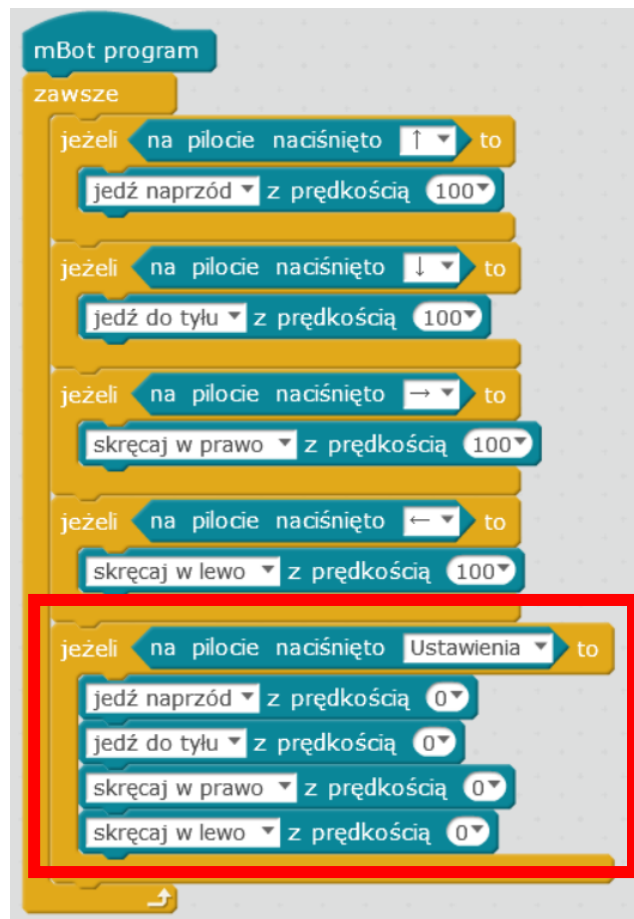 mBot program
zawsze
jeżeli na pilocie naciśnięto ↑ to
jedź naprzód z prędkością 100
jeżeli na pilocie naciśnięto ↓ to
jedź do tyłu z prędkością 100
jeżeli na pilocie naciśnięto → to
skręcaj w prawo z prędkością 100
jeżeli na pilocie naciśnięto ← to
skręcaj w lewo z prędkością 100
jeżeli na pilocie naciśnięto Ustawienia to
jedź naprzód z prędkością 0
jedź do tyłu z prędkością 0
skręcaj w prawo z prędkością 0
skręcaj w lewo z prędkością 0